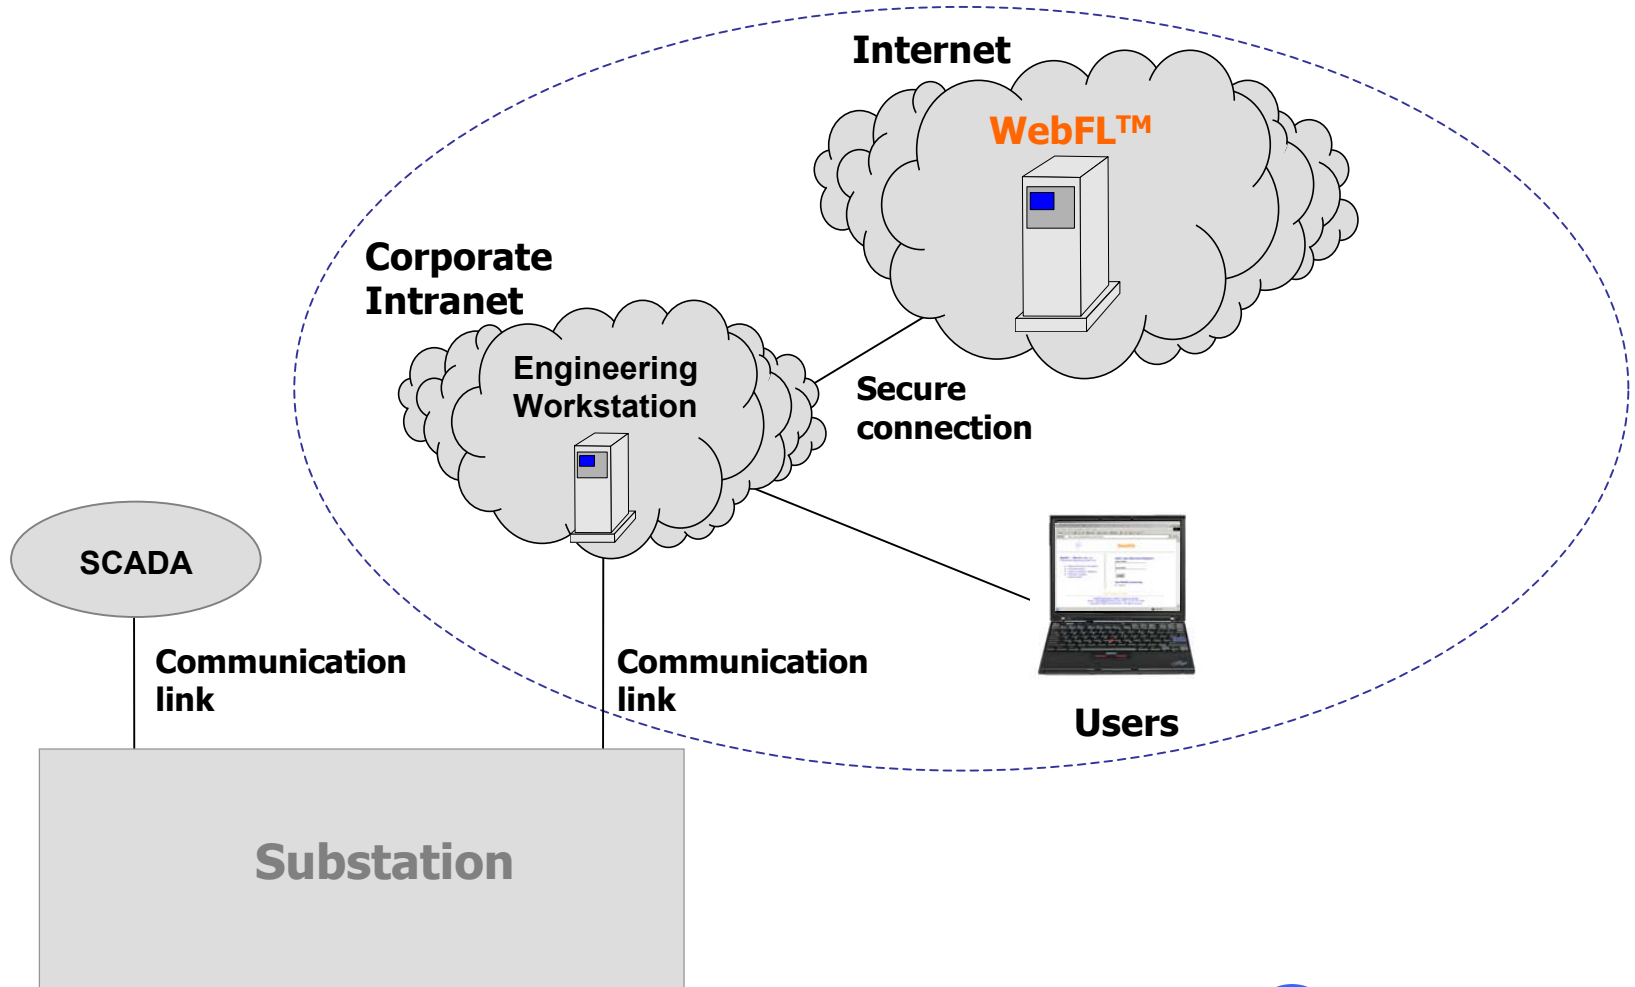 Internet
WebFL™
Corporate
Intranet
Engineering
Workstation
Secure
connection
SCADA
Communication
link
Communication
link
Users
Substation